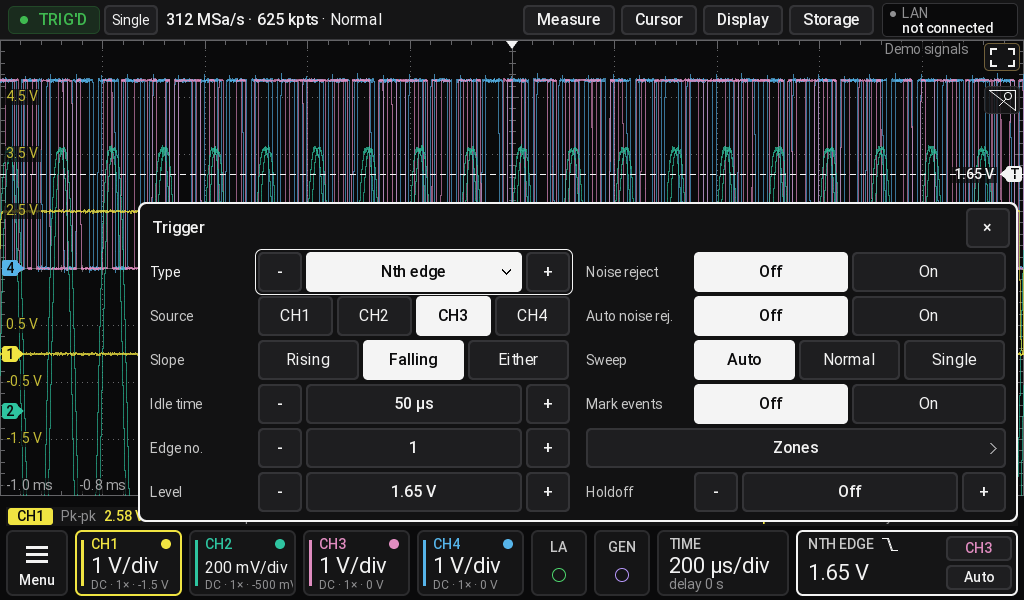 TRIG'D Single 312 MSa/s · 625 kpts · Normal Measure Cursor Display Storage LAN
not connected
Demo signals
4.5 V
3.5 V
1.65 V T
2.5 V
Trigger ×
Type - Nth edge + Noise reject Off On
4
Source CH1 CH2 CH3 CH4 Auto noise rej. Off On
0.5 V
1
Slope Rising Falling Either Sweep Auto Normal Single
-0.5 V
Idle time - 50 µs + Mark events Off On
2
-1.5 V
Edge no. - 1 + Zones
-1.0 ms -0.8 ms
Level - 1.65 V + Holdoff - Off +
CH1 Pk-pk 2.58 V
Menu
CH1
1 V/div
DC · 1× · -1.5 V
CH2
200 mV/div
DC · 1× · -500 mV
CH3
1 V/div
DC · 1× · 0 V
CH4
1 V/div
DC · 1× · 0 V
LA
GEN
TIME
200 µs/div
delay 0 s
NTH EDGE CH3
1.65 V Auto